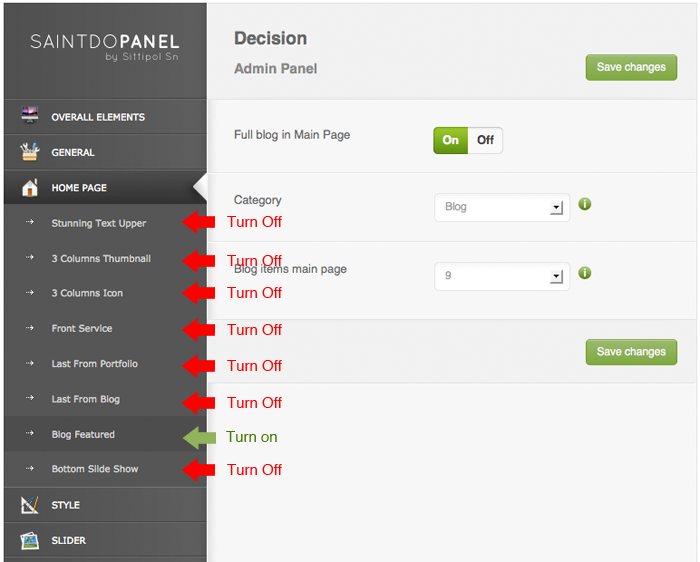 SAINTDOPANEL
by Sittipol Sn
OVERALL ELEMENTS
GENERAL
HOME PAGE
Stunning Text Upper
3 Columns Thumbnail
3 Columns Icon
Front Service
Last From Portfolio
Last From Blog
Blog Featured
Bottom Slide Show
STYLE
SLIDER
Turn Off
Turn Off
Turn Off
Turn Off
Turn Off
Turn Off
Turn on
Turn Off
Decision
Admin Panel
Save changes
Full blog in Main Page
On Off
Category
Blog
Blog items main page
9
Save changes